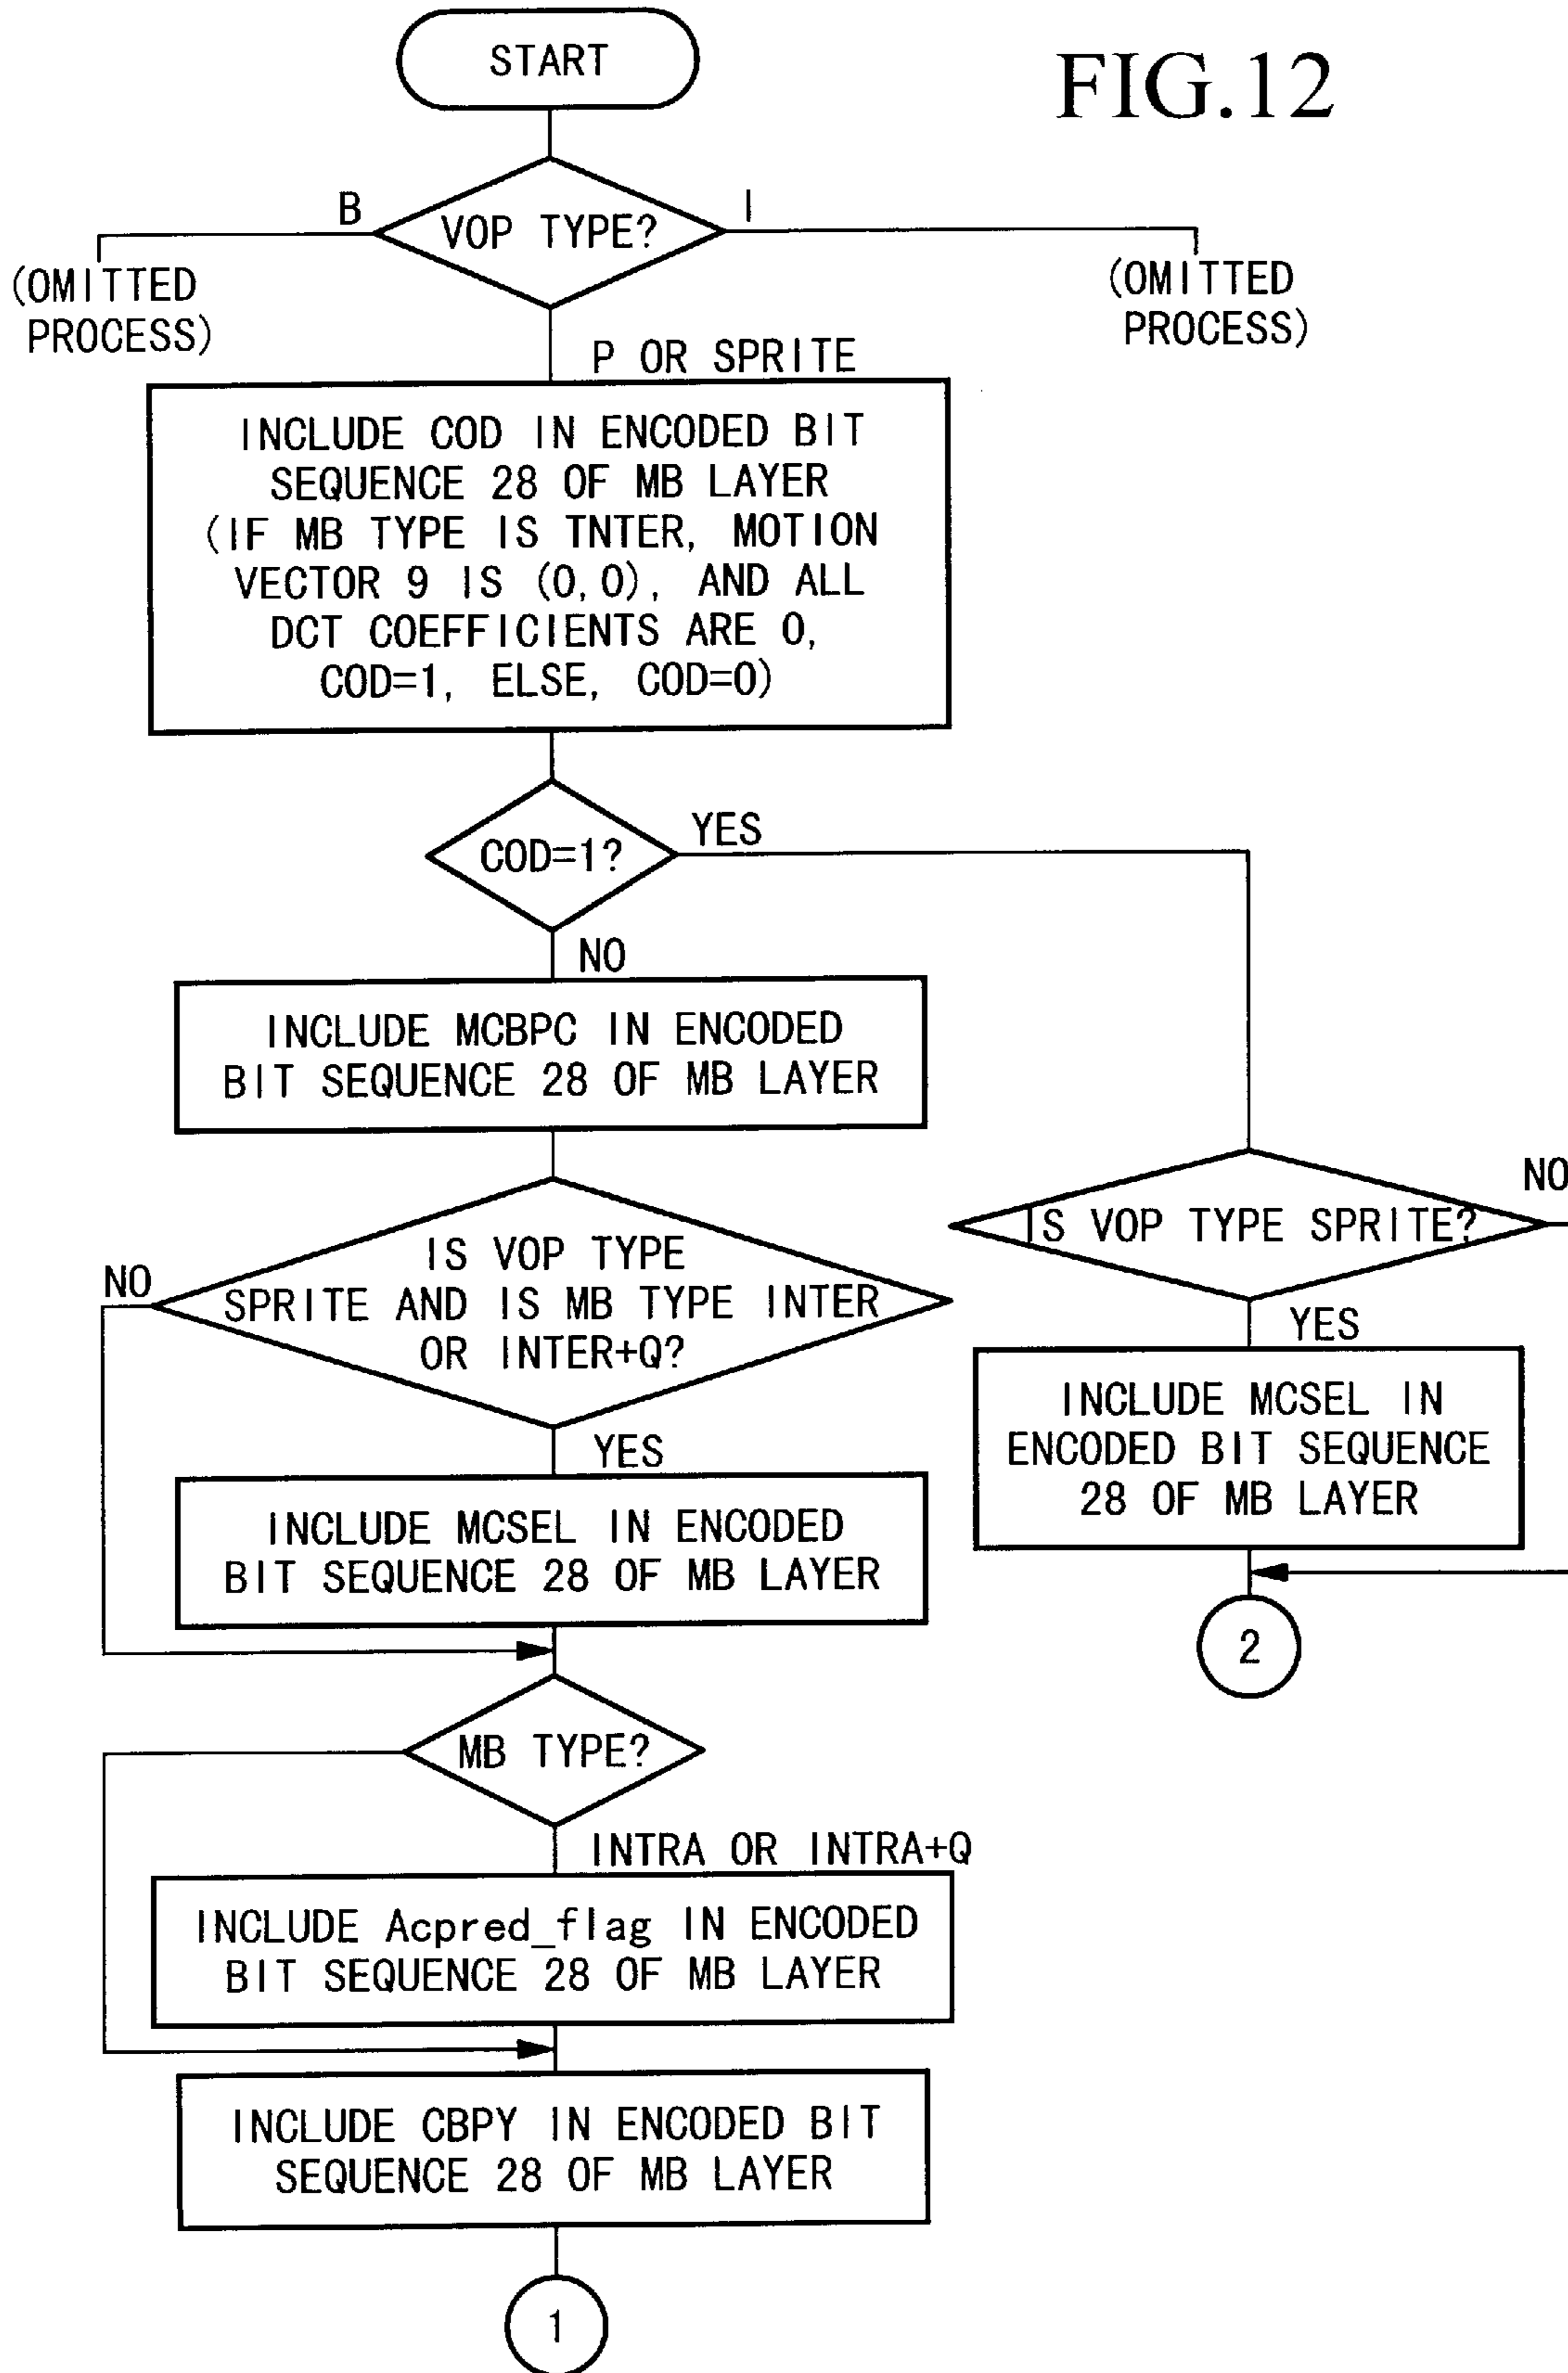 START
FIG.12
B
VOP TYPE?
I
(OMITTED
PROCESS)
(OMITTED
PROCESS)
P OR SPRITE
INCLUDE COD IN ENCODED BIT
SEQUENCE 28 OF MB LAYER
(IF MB TYPE IS TNTER, MOTION
VECTOR 9 IS (0,0), AND ALL
DCT COEFFICIENTS ARE 0,
COD=1, ELSE, COD=0)
COD=1?
YES
NO
INCLUDE MCBPC IN ENCODED
BIT SEQUENCE 28 OF MB LAYER
NO
IS VOP TYPE
SPRITE AND IS MB TYPE INTER
OR INTER+Q?
YES
INCLUDE MCSEL IN ENCODED
BIT SEQUENCE 28 OF MB LAYER
IS VOP TYPE SPRITE?
NO
YES
INCLUDE MCSEL IN
ENCODED BIT SEQUENCE
28 OF MB LAYER
2
MB TYPE?
INTRA OR INTRA+Q
INCLUDE Acpred_flag IN ENCODED
BIT SEQUENCE 28 OF MB LAYER
INCLUDE CBPY IN ENCODED BIT
SEQUENCE 28 OF MB LAYER
1